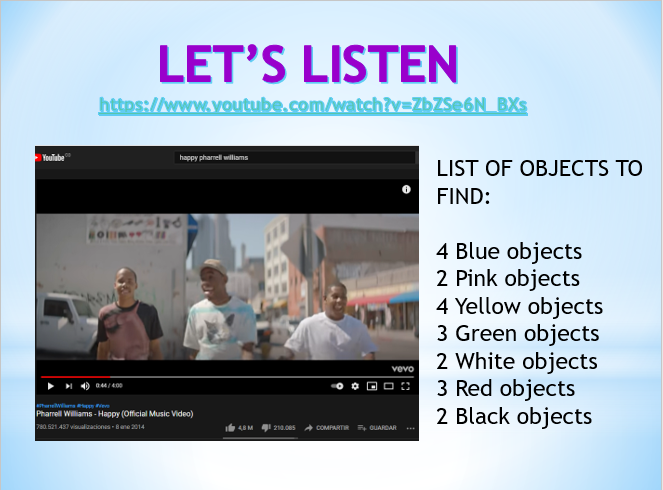 LET'S LISTEN
https://www.youtube.com/watch?v=ZbZSe6N_BXs
YouTube
happy pharrell williams
LIST OF OBJECTS TO
FIND:
4 Blue objects
2 Pink objects
4 Yellow objects
3 Green objects
2 White objects
3 Red objects
2 Black objects
vevo
0:44 / 4:00
#PharrellWilliams #Happy #Vevo
Pharrell Williams - Happy (Official Music Video)
780.521.437 visualizaciones • 8 ene 2014
4,8 M
210.085
COMPARTIR
GUARDAR